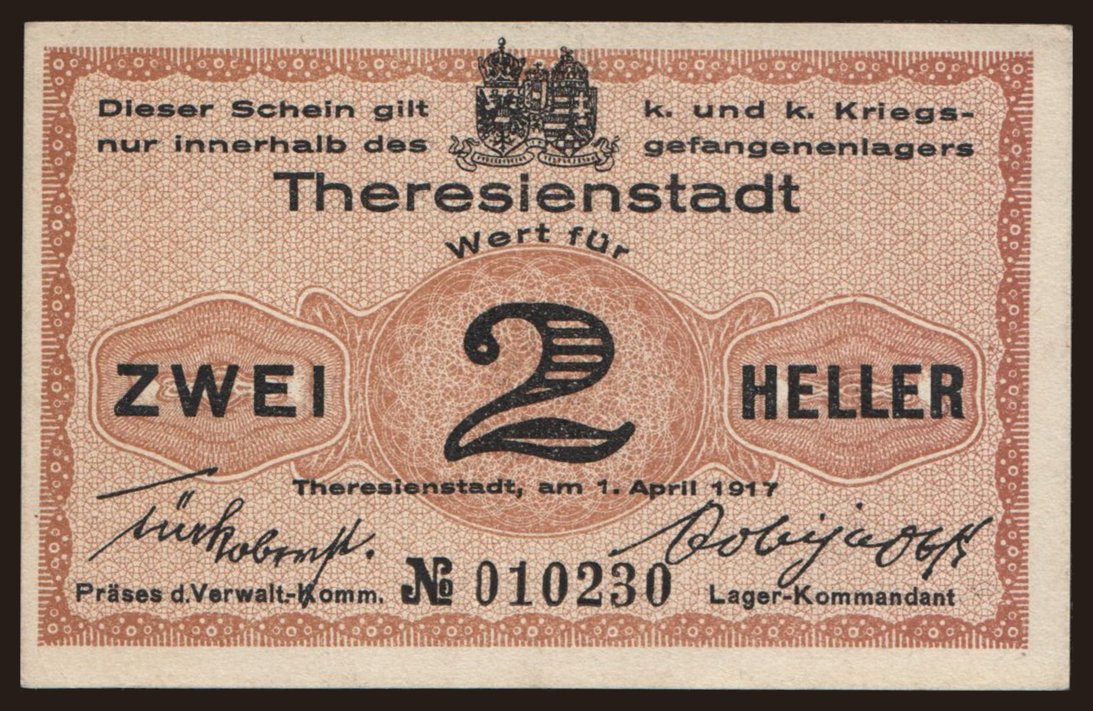 Dieser Schein gilt
nur innerhalb des
k. und k. Kriegs-
gefangenenlagers
Theresienstadt
Wert für
ZWEI 2 HELLER
Theresienstadt, am 1. April 1917
Präses d. Verwalt.-Komm. № 010230 Lager-Kommandant